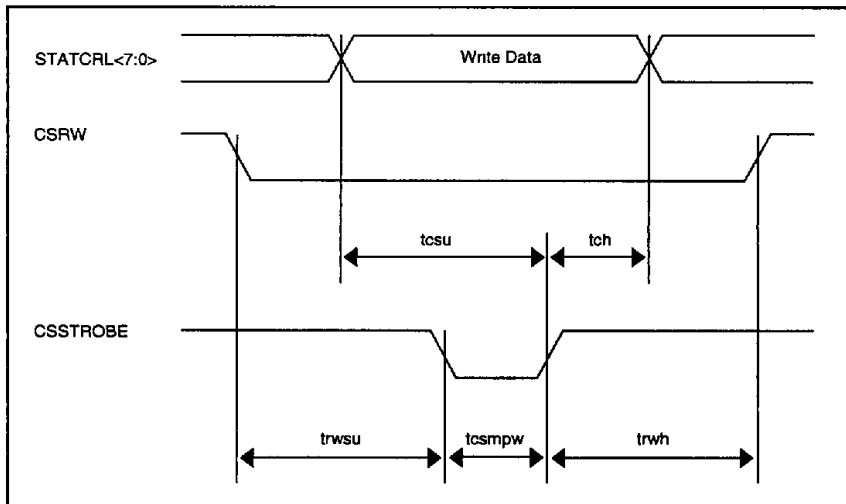 STATCRL<7:0>
Write Data
CSRW
tcsu
tch
CSSTROBE
trwsu
tcsmpw
trwh